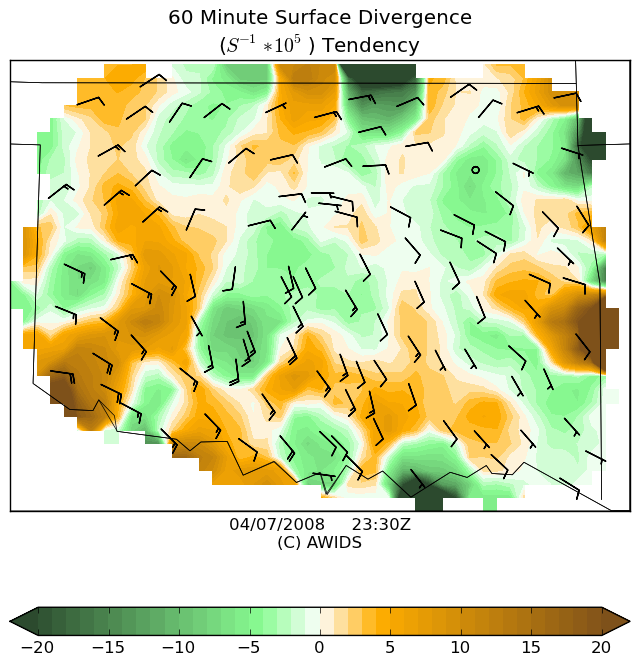 60 Minute Surface Divergence
(S⁻¹ ∗10⁵ ) Tendency
04/07/2008 23:30Z
(C) AWIDS
−20 −15 −10 −5 0 5 10 15 20